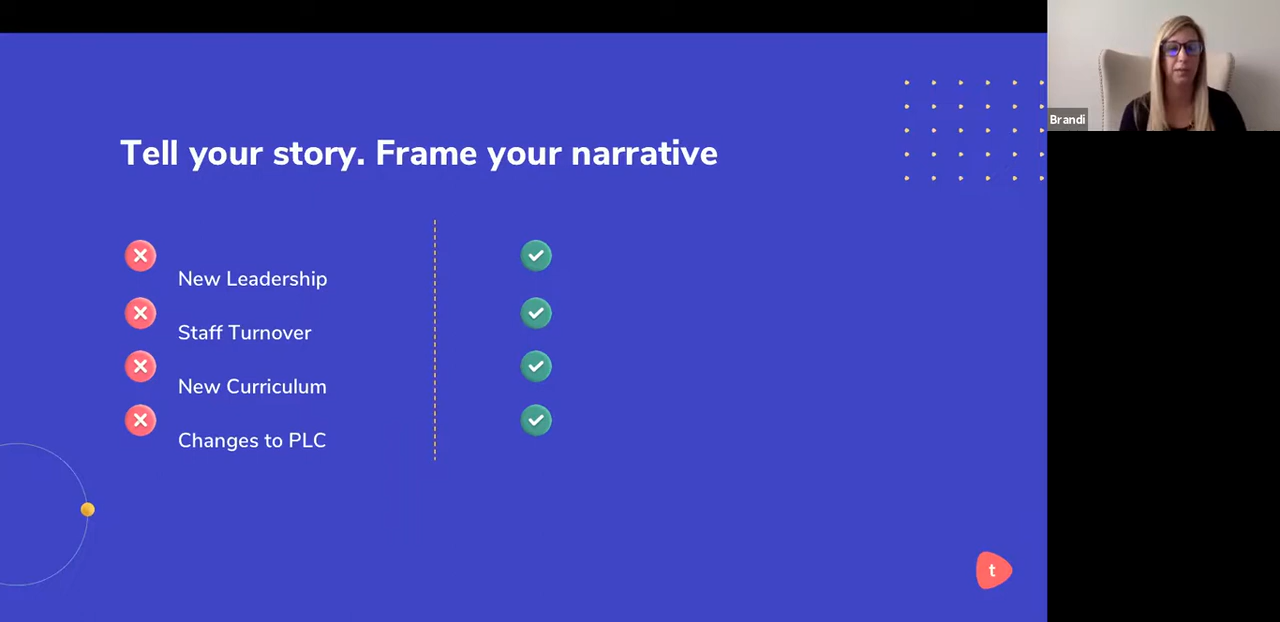 Tell your story. Frame your narrative
New Leadership
Staff Turnover
New Curriculum
Changes to PLC
t
Brandi